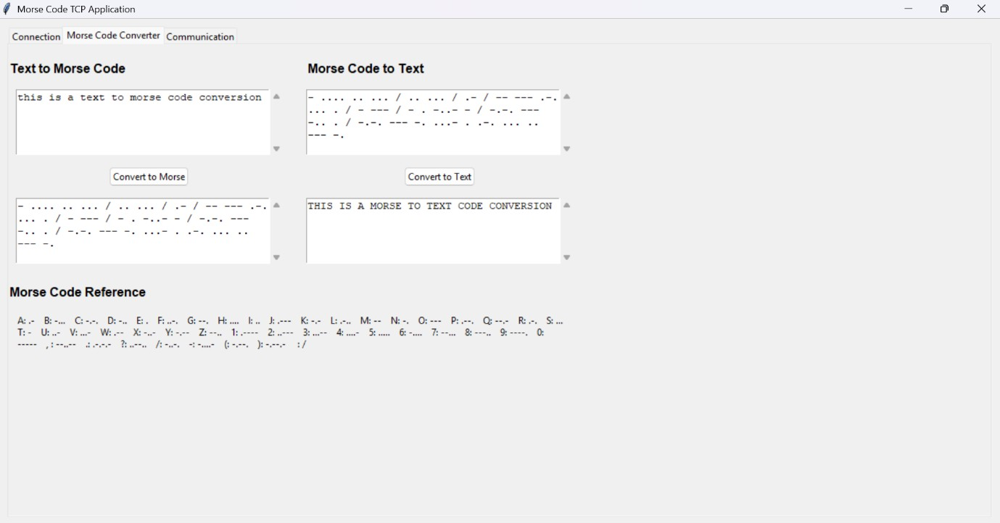 Morse Code TCP Application
Connection Morse Code Converter Communication
Text to Morse Code
this is a text to morse code conversion
Convert to Morse
- .... .. ... / .. ... / .- / -- --- .-.
... . / - --- / - . -..- - / -.-. ---
-.. . / -.-. --- -. ...- . .-. ... ..
--- -.
Morse Code to Text
- .... .. ... / .. ... / .- / -- --- .-.
... . / - --- / - . -..- - / -.-. ---
-.. . / -.-. --- -. ...- . .-. ... ..
--- -.
Convert to Text
THIS IS A MORSE TO TEXT CODE CONVERSION
Morse Code Reference
A: .- B: -... C: -.-. D: -.. E: . F: ..-. G: --. H: .... I: .. J: .--- K: -.- L: .-.. M: -- N: -. O: --- P: .--. Q: --.- R: .-. S: ...
T: - U: ..- V: ...- W: .-- X: -..- Y: -.-- Z: --.. 1: .---- 2: ..--- 3: ...-- 4: ....- 5: ..... 6: -.... 7: --... 8: ---.. 9: ----. 0:
----- , : --..-- .: .-.-.- ?: ..--.. /: -..-. -: -....- (: -.--. ): -.--.- : /